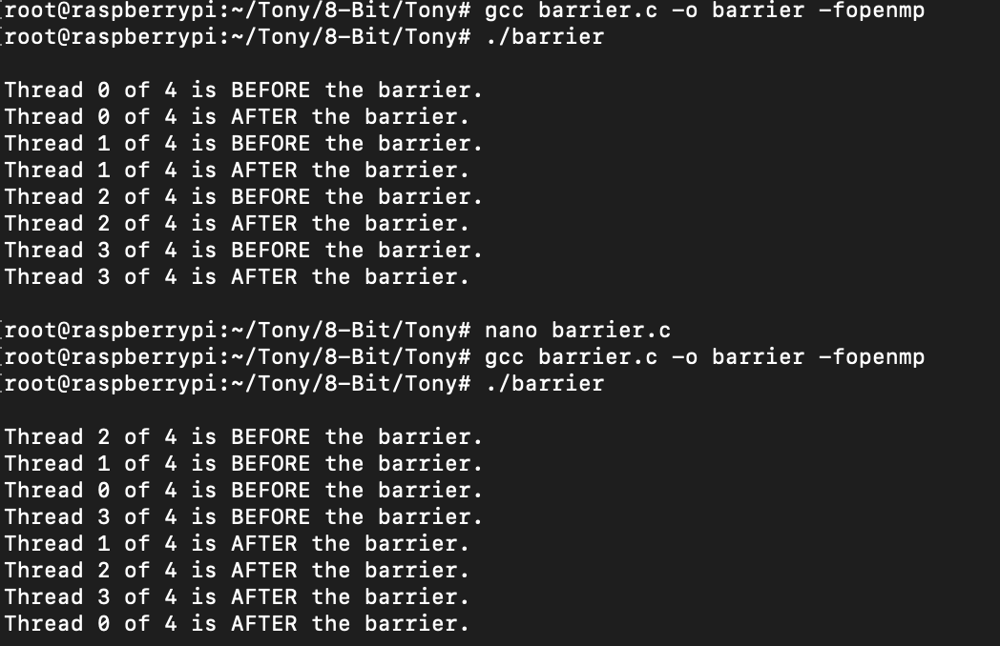 root@raspberrypi:~/Tony/8-Bit/Tony# gcc barrier.c -o barrier -fopenmp
[root@raspberrypi:~/Tony/8-Bit/Tony# ./barrier
Thread 0 of 4 is BEFORE the barrier.
Thread 0 of 4 is AFTER the barrier.
Thread 1 of 4 is BEFORE the barrier.
Thread 1 of 4 is AFTER the barrier.
Thread 2 of 4 is BEFORE the barrier.
Thread 2 of 4 is AFTER the barrier.
Thread 3 of 4 is BEFORE the barrier.
Thread 3 of 4 is AFTER the barrier.
[root@raspberrypi:~/Tony/8-Bit/Tony# nano barrier.c
[root@raspberrypi:~/Tony/8-Bit/Tony# gcc barrier.c -o barrier -fopenmp
[root@raspberrypi:~/Tony/8-Bit/Tony# ./barrier
Thread 2 of 4 is BEFORE the barrier.
Thread 1 of 4 is BEFORE the barrier.
Thread 0 of 4 is BEFORE the barrier.
Thread 3 of 4 is BEFORE the barrier.
Thread 1 of 4 is AFTER the barrier.
Thread 2 of 4 is AFTER the barrier.
Thread 3 of 4 is AFTER the barrier.
Thread 0 of 4 is AFTER the barrier.